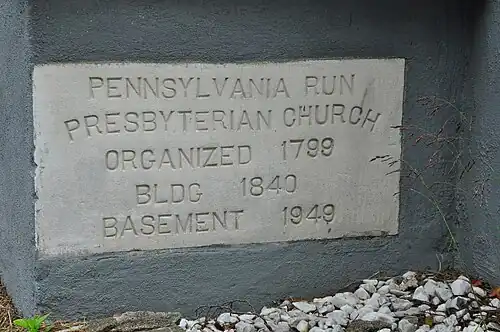 PENNSYLVANIA RUN
PRESBYTERIAN CHURCH
ORGANIZED 1799
BLDG 1840
BASEMENT 1949